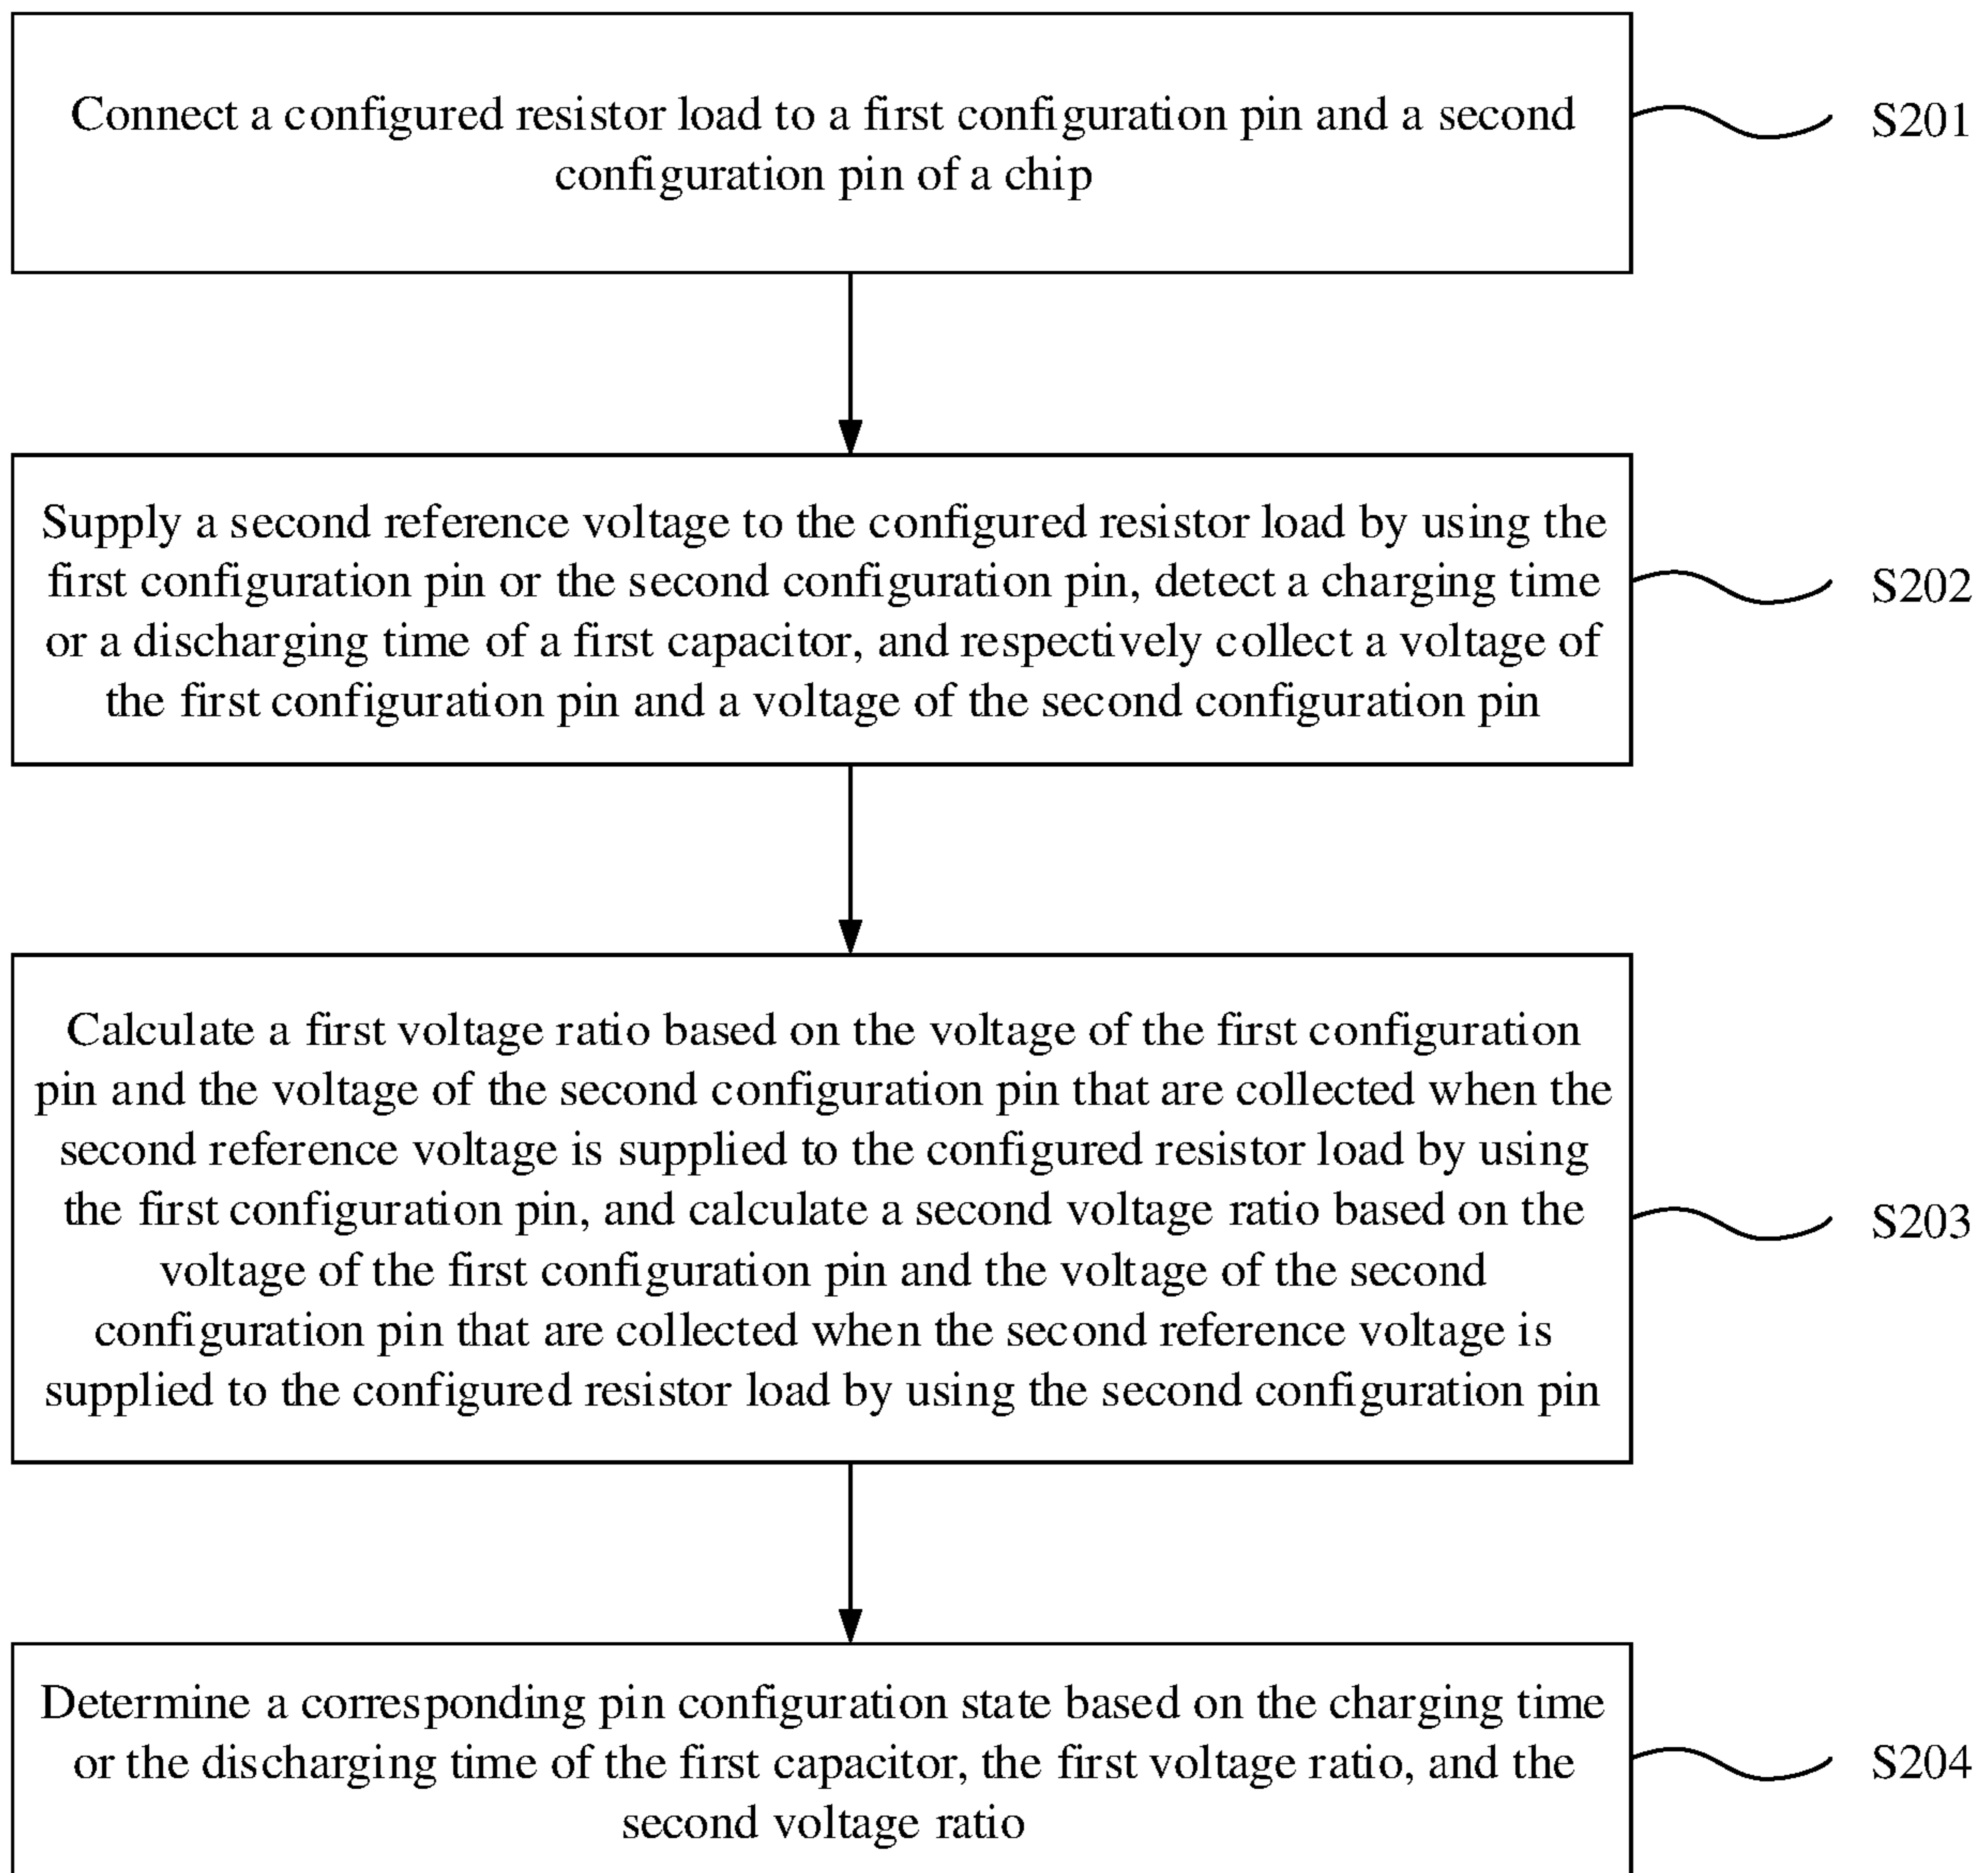 Connect a configured resistor load to a first configuration pin and a second
configuration pin of a chip
S201
Supply a second reference voltage to the configured resistor load by using the
first configuration pin or the second configuration pin, detect a charging time
or a discharging time of a first capacitor, and respectively collect a voltage of
the first configuration pin and a voltage of the second configuration pin
S202
Calculate a first voltage ratio based on the voltage of the first configuration
pin and the voltage of the second configuration pin that are collected when the
second reference voltage is supplied to the configured resistor load by using
the first configuration pin, and calculate a second voltage ratio based on the
voltage of the first configuration pin and the voltage of the second
configuration pin that are collected when the second reference voltage is
supplied to the configured resistor load by using the second configuration pin
S203
Determine a corresponding pin configuration state based on the charging time
or the discharging time of the first capacitor, the first voltage ratio, and the
second voltage ratio
S204